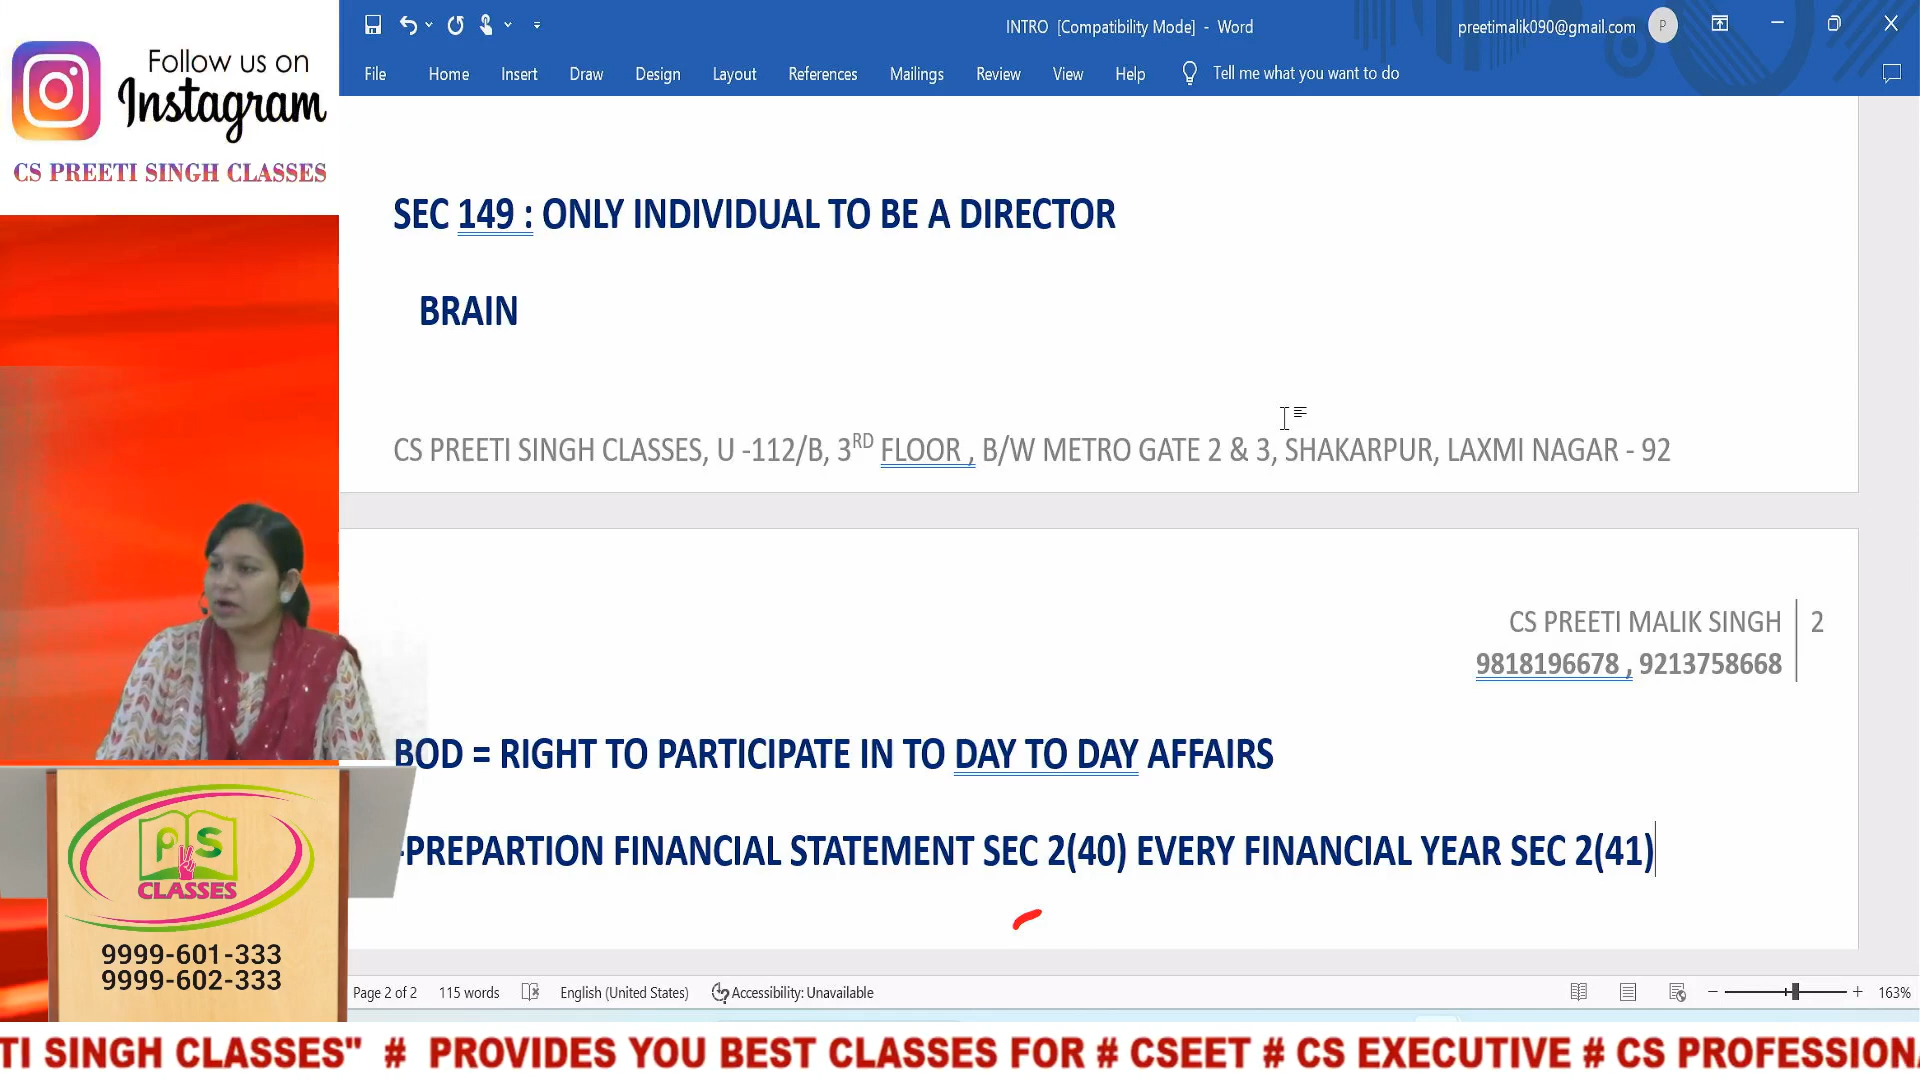 Follow us on
Instagram
CS PREETI SINGH CLASSES
INTRO [Compatibility Mode] - Word
preetimalik090@gmail.com
P
File Home Insert Draw Design Layout References Mailings Review View Help Tell me what you want to do
SEC 149 : ONLY INDIVIDUAL TO BE A DIRECTOR
BRAIN
CS PREETI SINGH CLASSES, U -112/B, 3RD FLOOR , B/W METRO GATE 2 & 3, SHAKARPUR, LAXMI NAGAR - 92
CS PREETI MALIK SINGH 2
9818196678 , 9213758668
BOD = RIGHT TO PARTICIPATE IN TO DAY TO DAY AFFAIRS
-PREPARTION FINANCIAL STATEMENT SEC 2(40) EVERY FINANCIAL YEAR SEC 2(41)
PS
CLASSES
9999-601-333
9999-602-333
Page 2 of 2 115 words English (United States) Accessibility: Unavailable 163%
TI SINGH CLASSES" # PROVIDES YOU BEST CLASSES FOR # CSEET # CS EXECUTIVE # CS PROFESSION